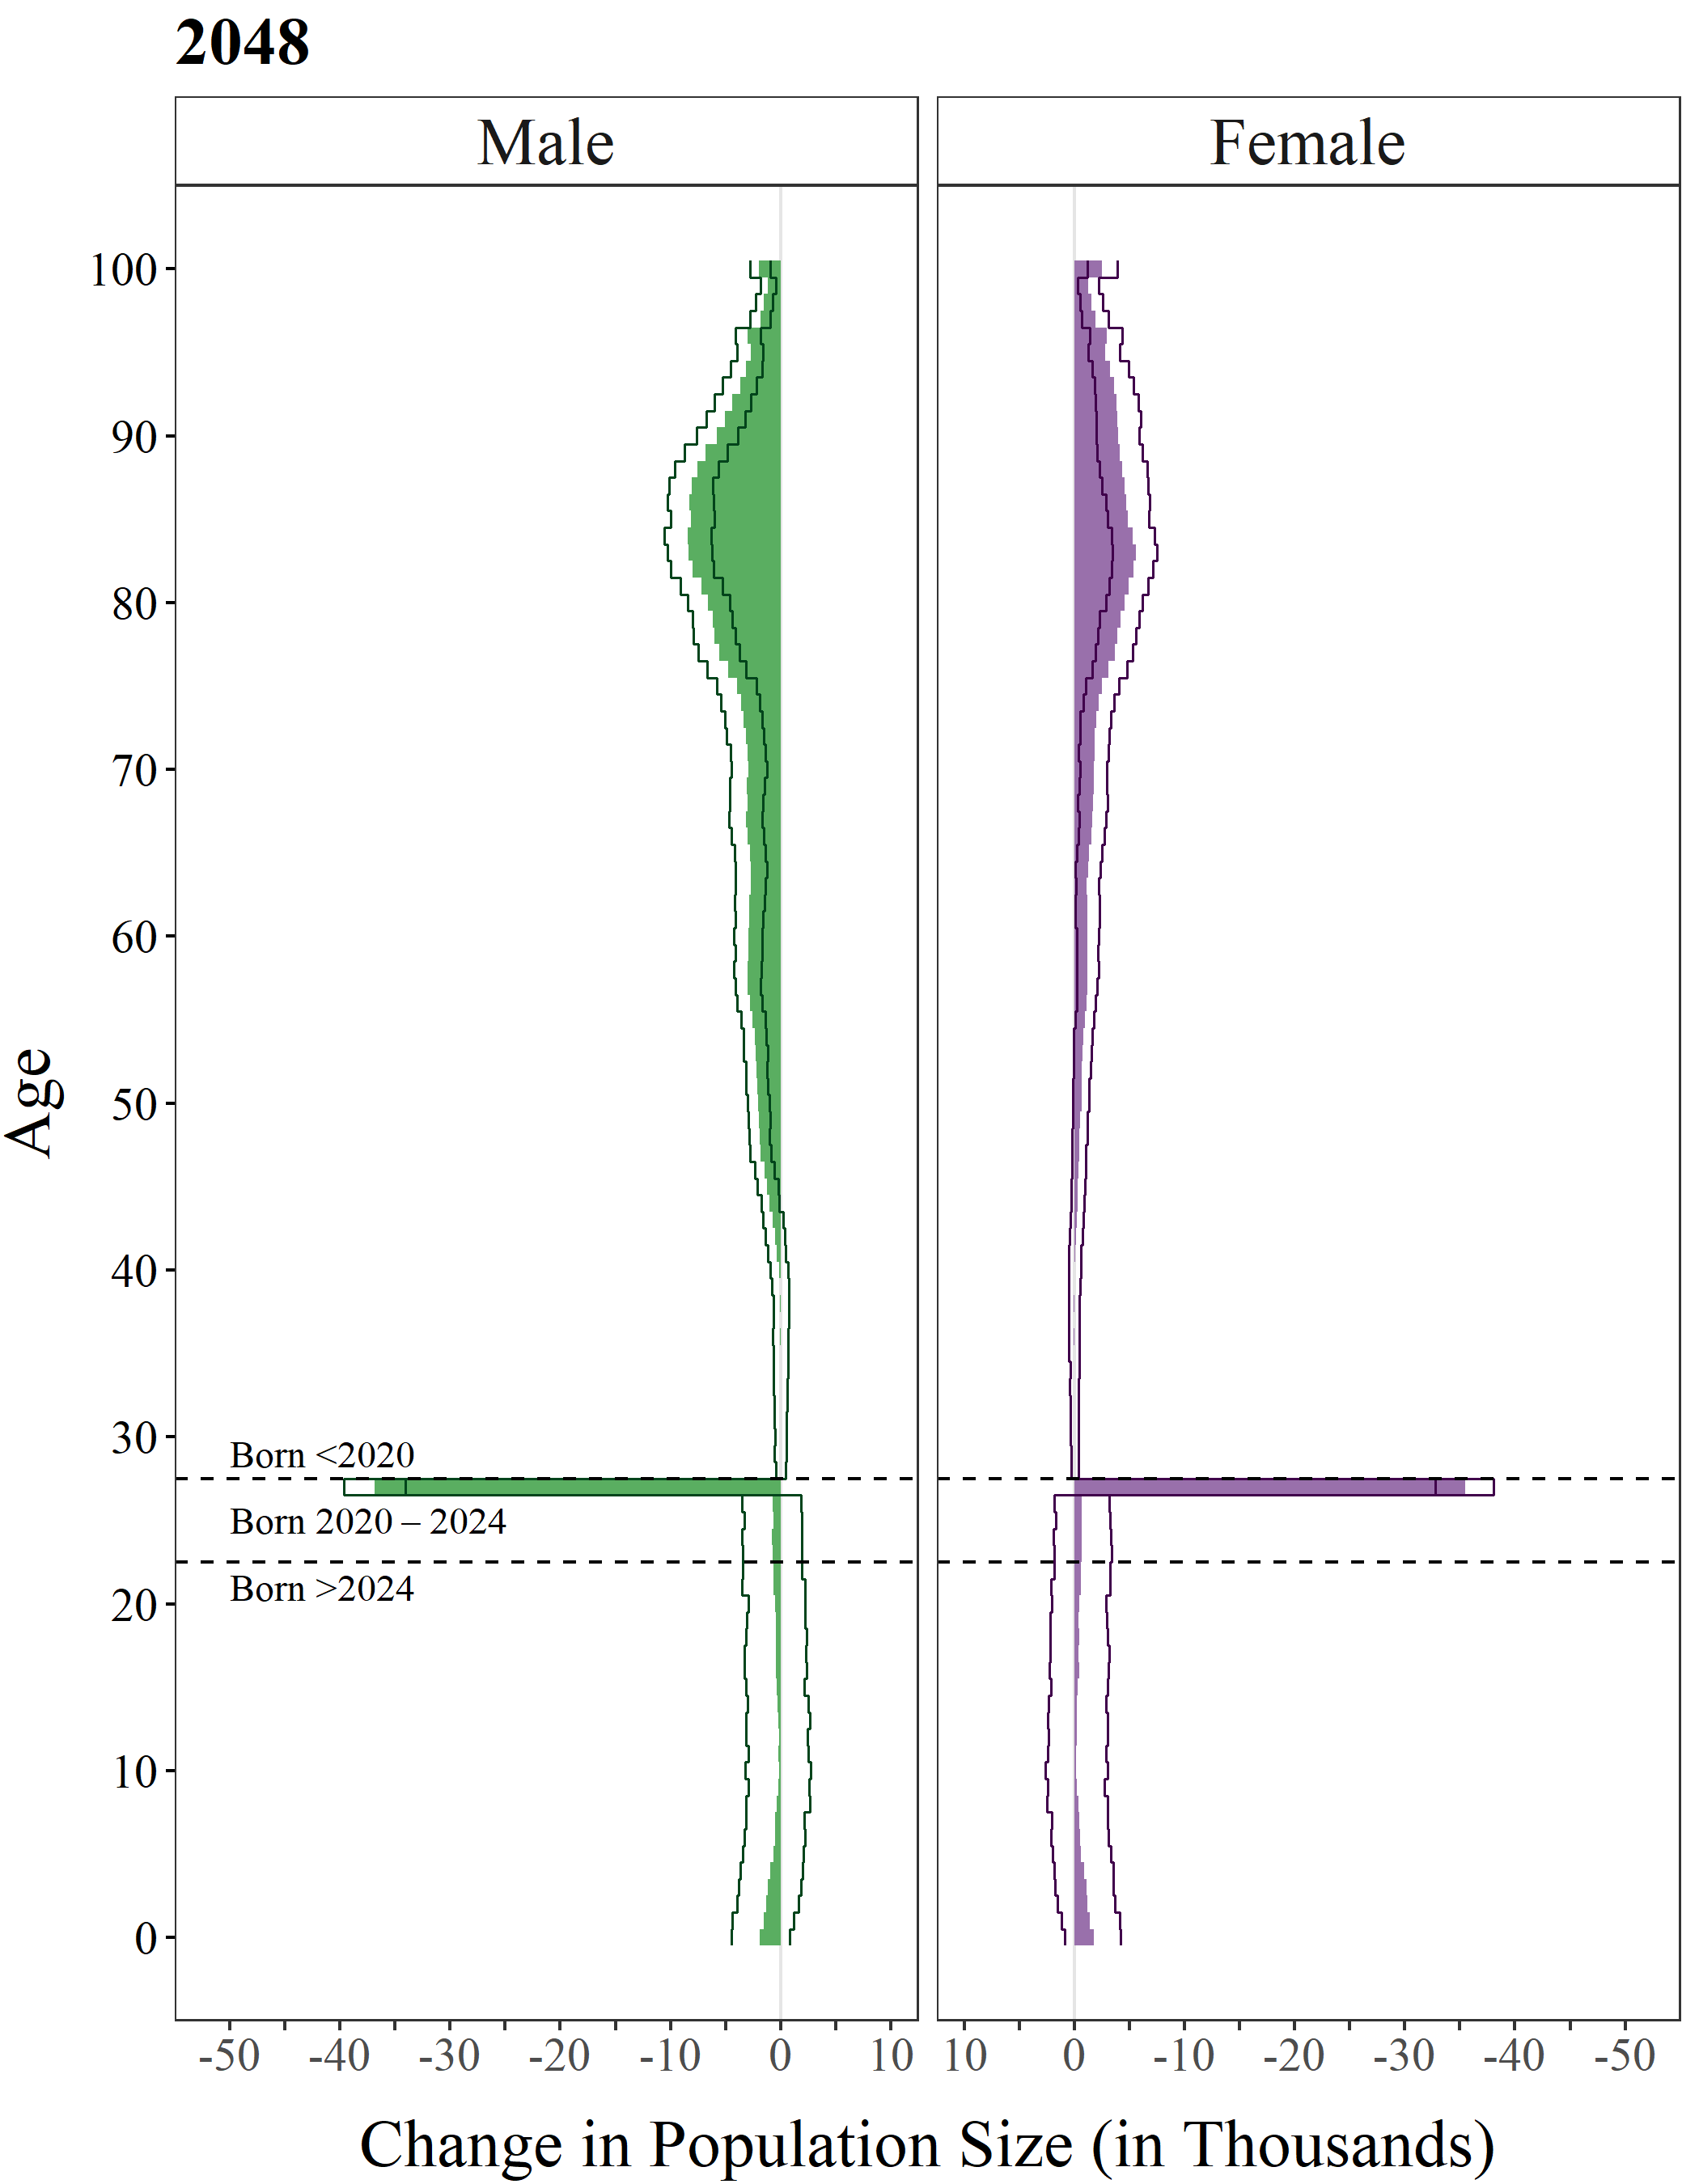 2048
Male
Female
100
90
80
70
60
50
40
30
20
10
0
Age
Born <2020
Born 2020 – 2024
Born >2024
-50 -40 -30 -20 -10 0 10
10 0 -10 -20 -30 -40 -50
Change in Population Size (in Thousands)